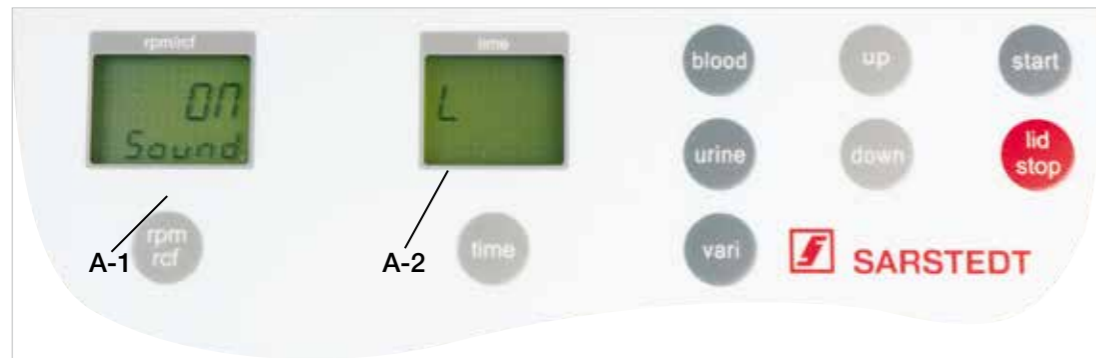 rpm/rcf
ON
Sound
time
L
A-1
A-2
rpm
rcf
time
blood
up
start
urine
down
lid
stop
vari
SARSTEDT